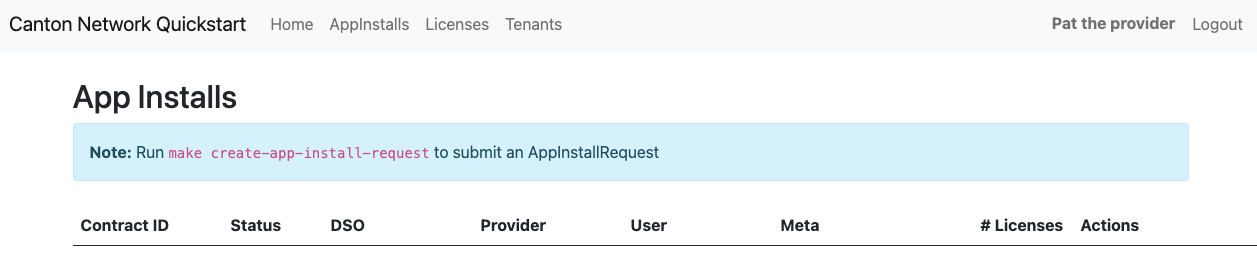 Canton Network Quickstart Home AppInstalls Licenses Tenants Pat the provider Logout
App Installs
Note: Run make create-app-install-request to submit an AppInstallRequest
Contract ID Status DSO Provider User Meta # Licenses Actions